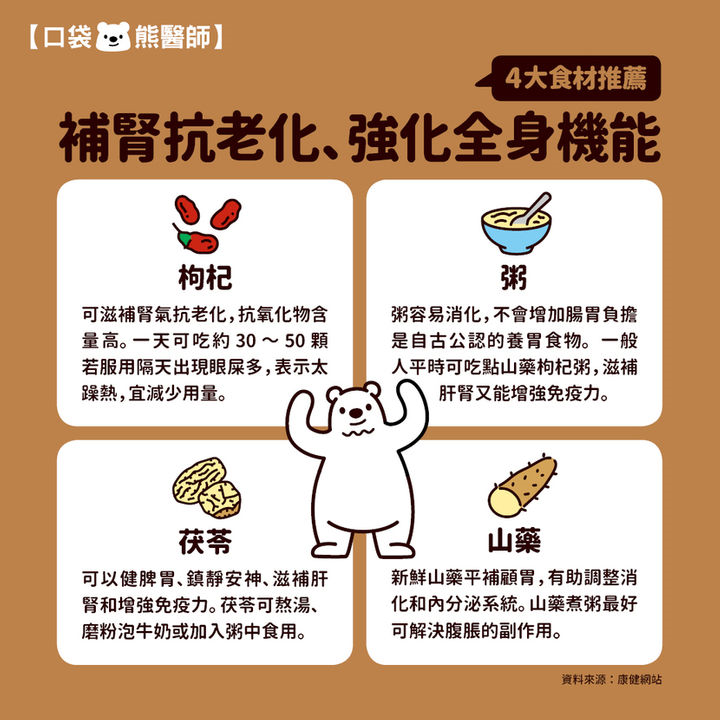 【口袋熊醫師】
4大食材推薦
補腎抗老化、強化全身機能
枸杞
可滋補腎氣抗老化，抗氧化物含
量高。一天可吃約 30 ～ 50 顆
若服用隔天出現眼屎多，表示太
躁熱，宜減少用量。
粥
粥容易消化，不會增加腸胃負擔
是自古公認的養胃食物。一般
人平時可吃點山藥枸杞粥，滋補
肝腎又能增強免疫力。
茯苓
可以健脾胃、鎮靜安神、滋補肝
腎和增強免疫力。茯苓可熬湯、
磨粉泡牛奶或加入粥中食用。
山藥
新鮮山藥平補顧胃，有助調整消
化和內分泌系統。山藥煮粥最好
可解決腹脹的副作用。
資料來源：康健網站